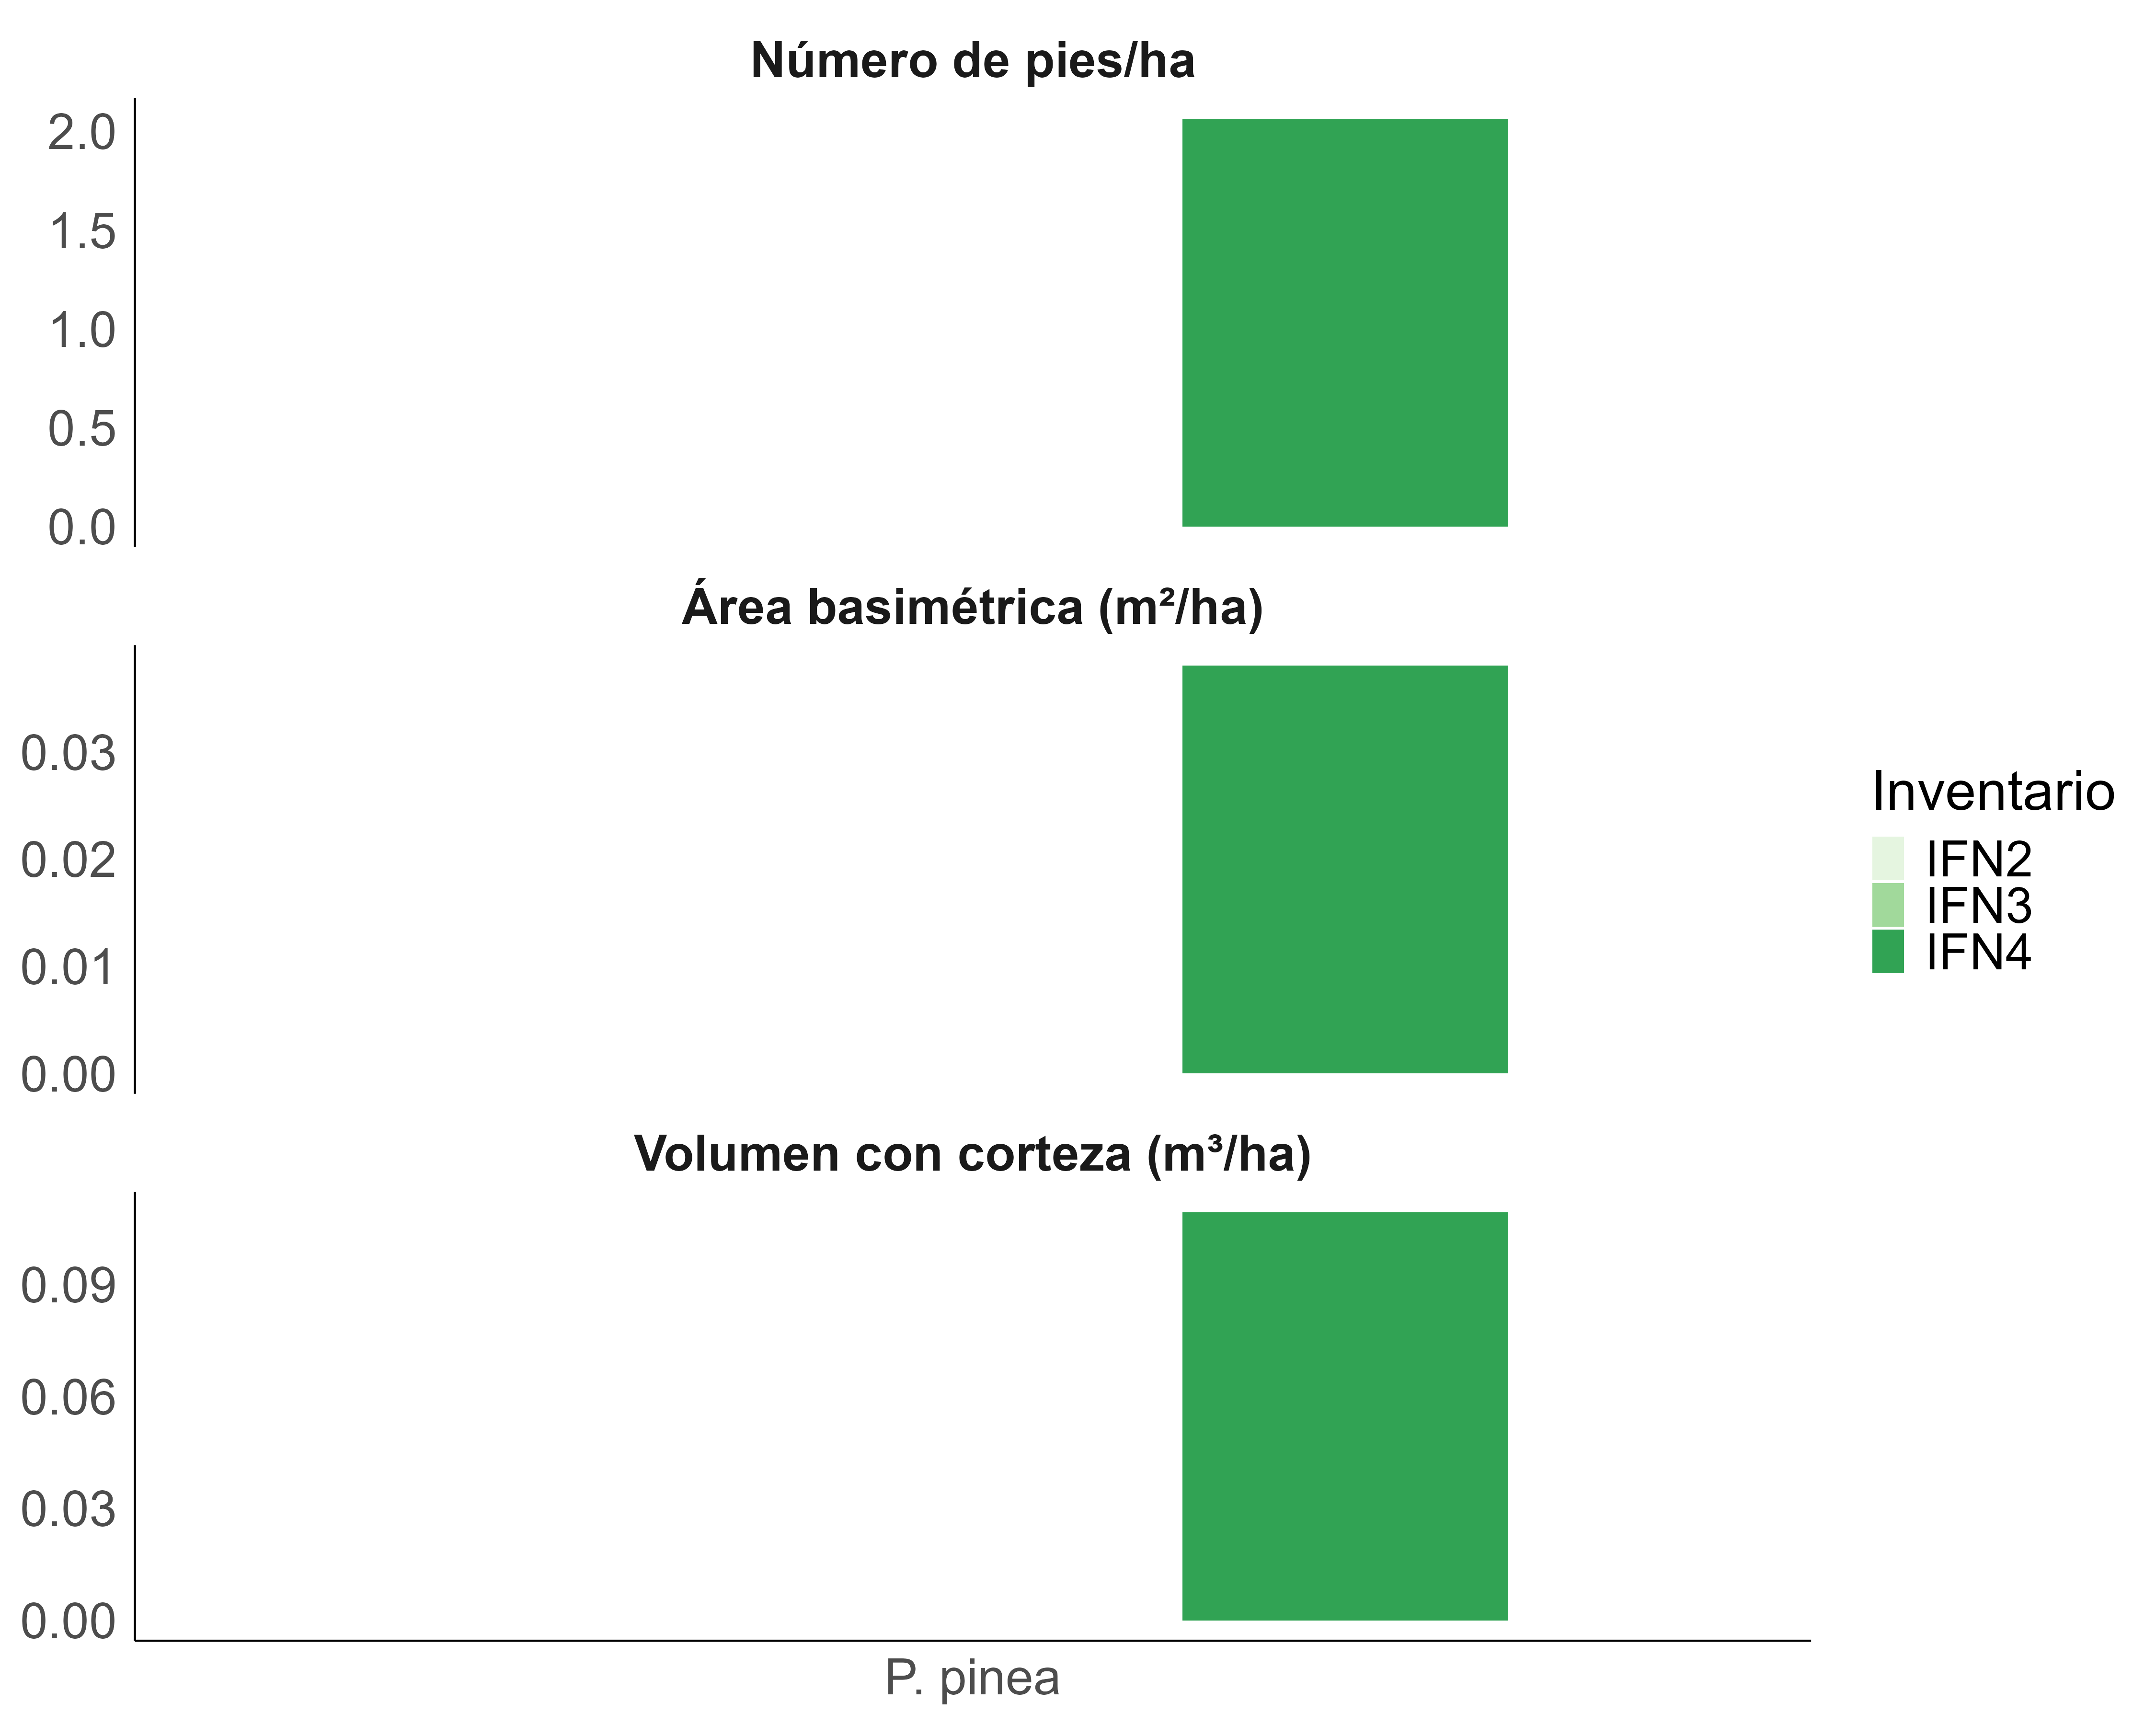 Número de pies/ha
2.0
1.5
1.0
0.5
0.0
Área basimétrica (m²/ha)
0.03
0.02
0.01
0.00
Volumen con corteza (m³/ha)
0.09
0.06
0.03
0.00
P. pinea
Inventario
IFN2
IFN3
IFN4